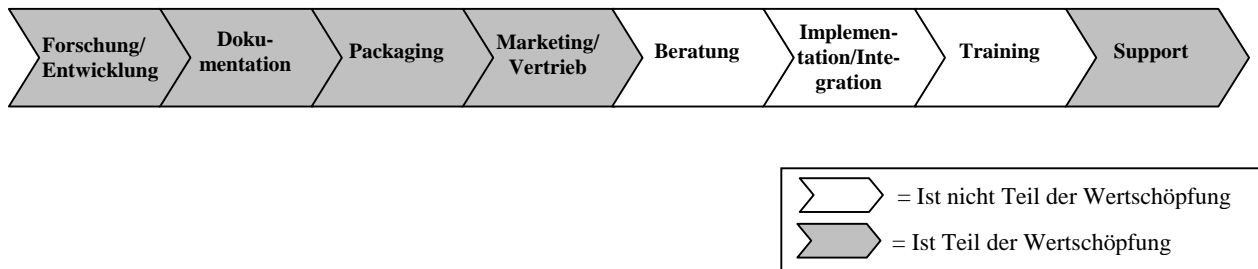 Forschung/
Entwicklung
Doku-
mentation
Packaging
Marketing/
Vertrieb
Beratung
Implemen-
tation/Inte-
gration
Training
Support
= Ist nicht Teil der Wertschöpfung
= Ist Teil der Wertschöpfung